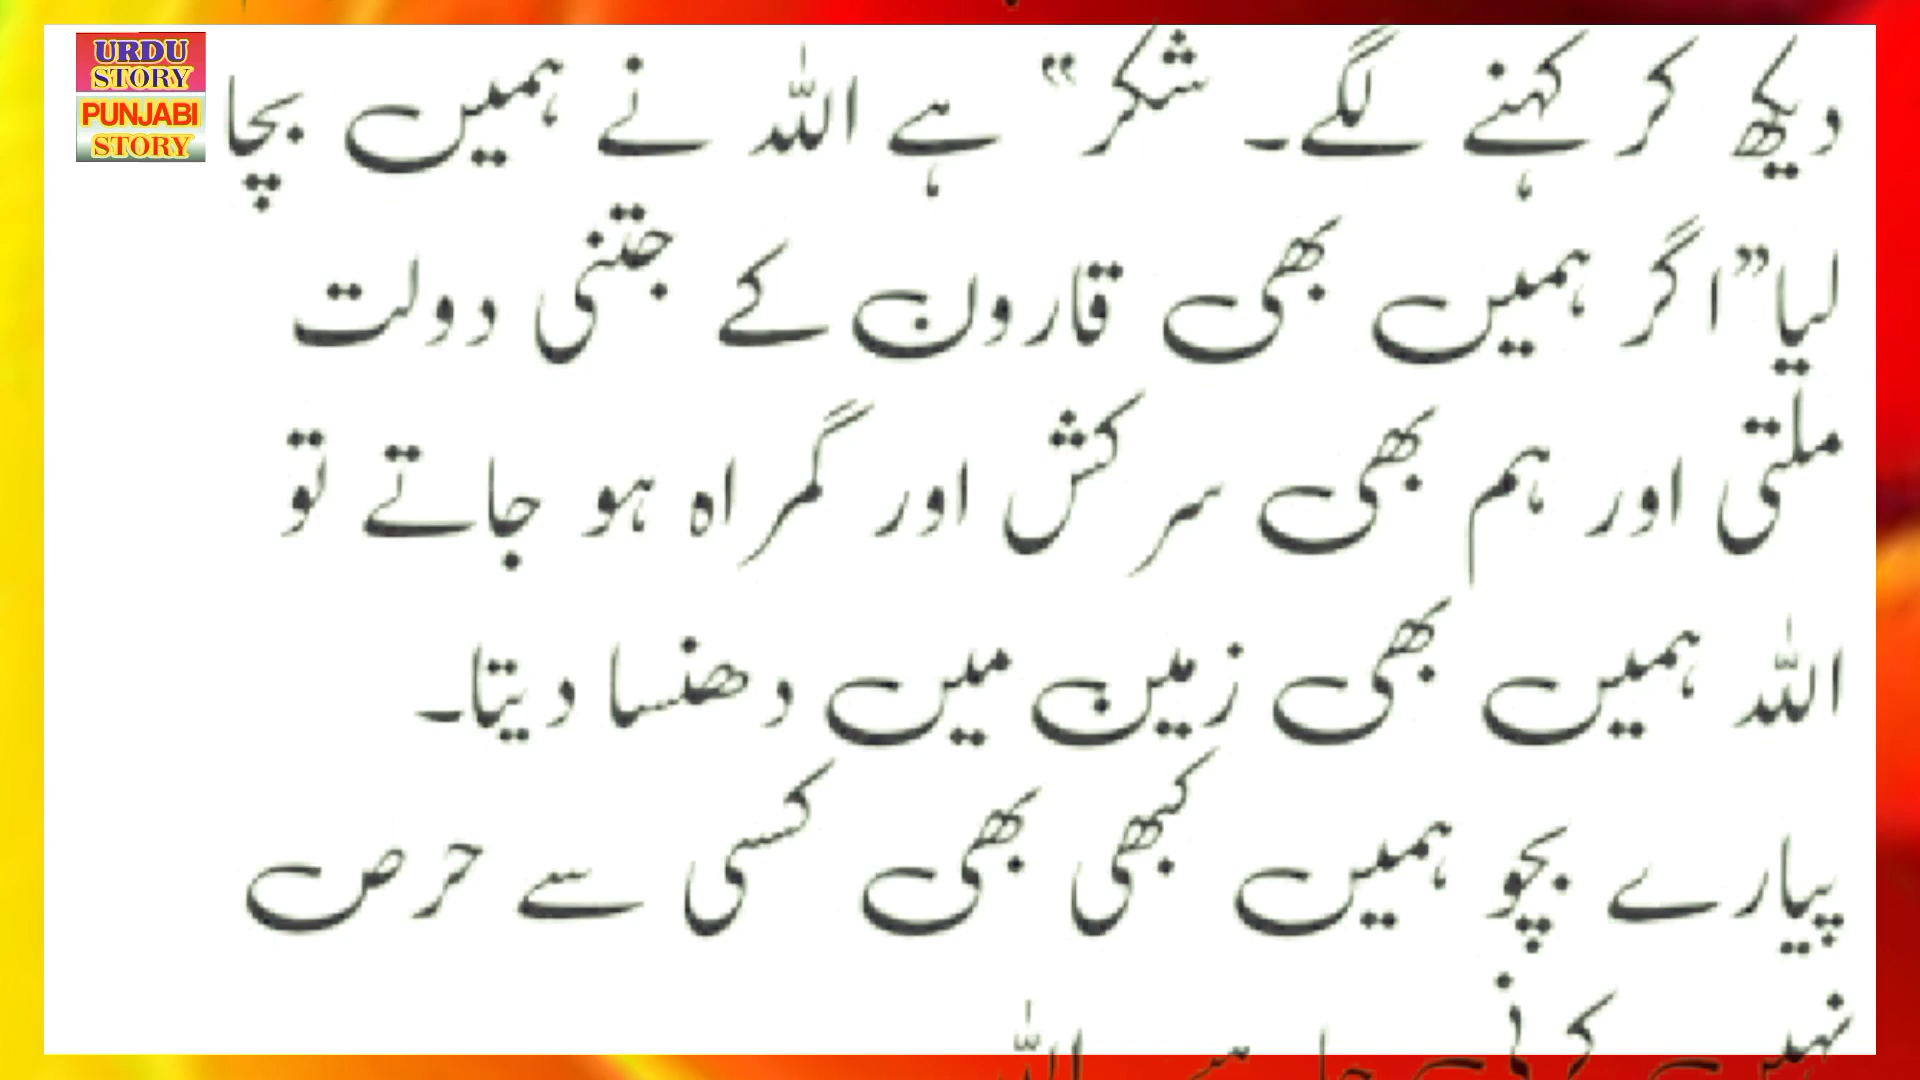 URDU
STORY
PUNJABI
STORY
دیکھ کر کہنے لگے۔ شکر“ ہے اللہ نے ہمیں بچا
لیا”اگر ہمیں بھی قارون کے جتنی دولت
ملتی اور ہم بھی سرکش اور گمراہ ہو جاتے تو
اللہ ہمیں بھی زمین میں دھنسا دیتا۔
پیارے بچو ہمیں کبھی بھی کسی سے حرص